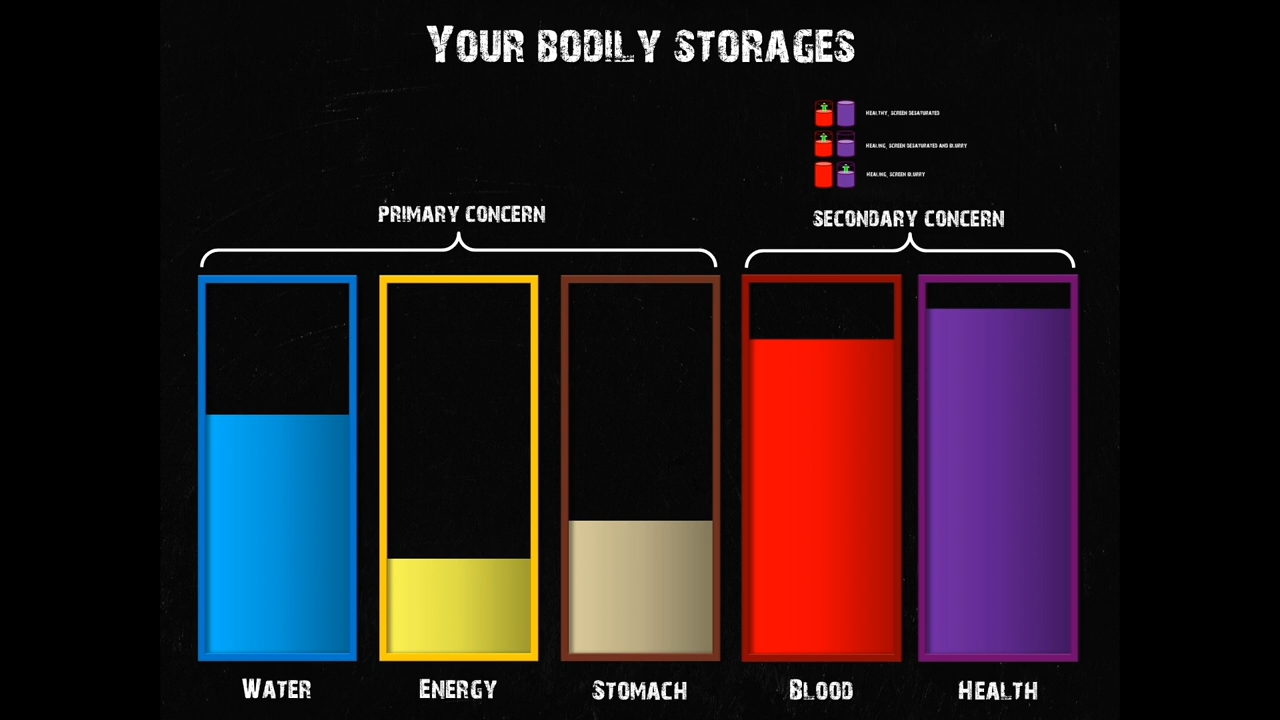 YOUR BODILY STORAGES
HEALTHY, SCREEN DESATURATED
HEALING, SCREEN DESATURATED AND BLURRY
HEALING, SCREEN BLURRY
PRIMARY CONCERN
SECONDARY CONCERN
WATER
ENERGY
STOMACH
BLOOD
HEALTH